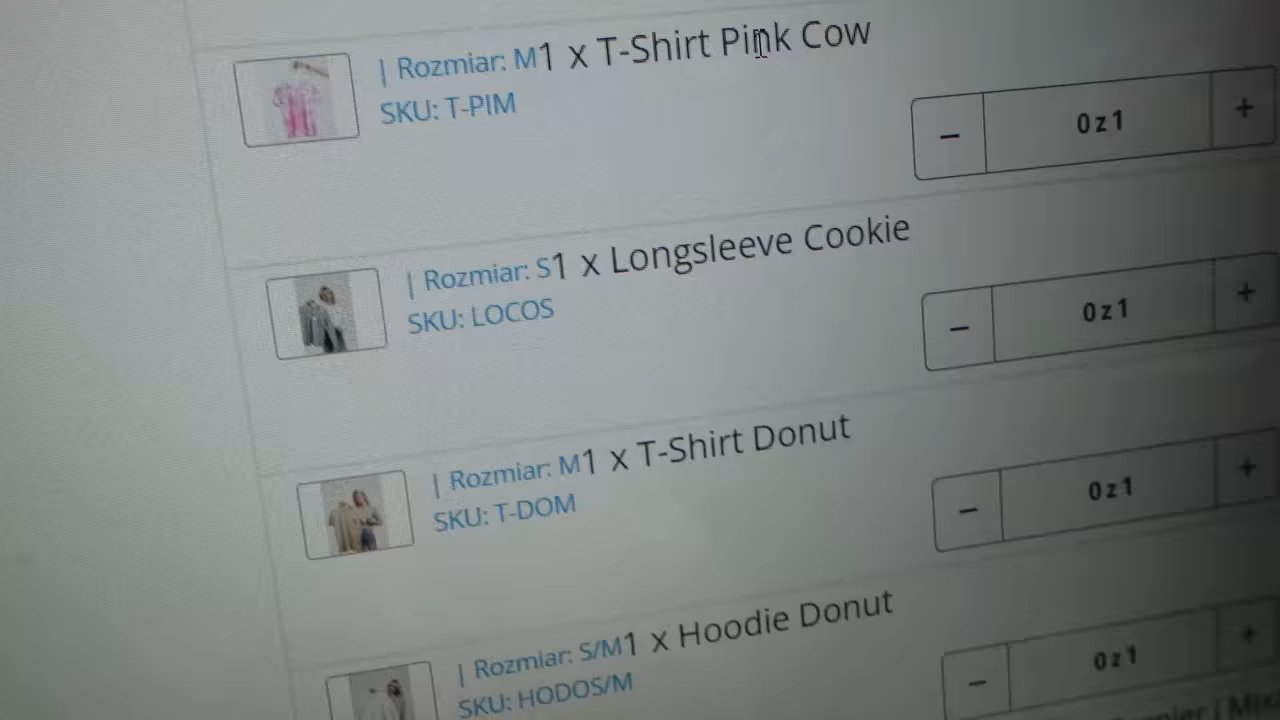 | Rozmiar: M1 x T-Shirt Pink Cow
SKU: T-PIM
− 0 z 1 +
| Rozmiar: S1 x Longsleeve Cookie
SKU: LOCOS
− 0 z 1 +
| Rozmiar: M1 x T-Shirt Donut
SKU: T-DOM
− 0 z 1 +
| Rozmiar: S/M1 x Hoodie Donut
SKU: HODOS/M
− 0 z 1 +